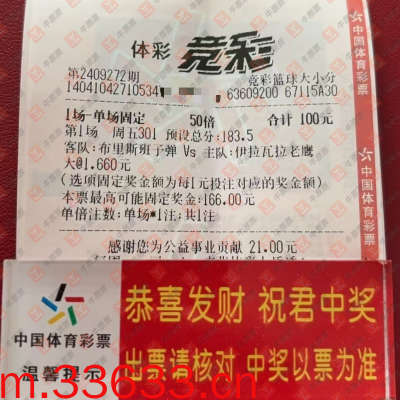 体彩 竞彩
第2409272期 竞彩篮球大小分
14041042710534 63609200 67115A30
1场-单场固定 50倍 合计 100元
第1场 周五301 预设总分:183.5
客队:布里斯班子弹 Vs 主队:伊拉瓦拉老鹰
大@1.660元
(选项固定奖金额为每1元投注对应的奖金额)
本票最高可能固定奖金:166.00元
单倍注数:单场*1注;共1注
感谢您为公益事业贡献 21.00元
中国体育彩票
恭喜发财 祝君中奖
中国体育彩票
出票请核对 中奖以票为准
温馨提示
m.33633.cn